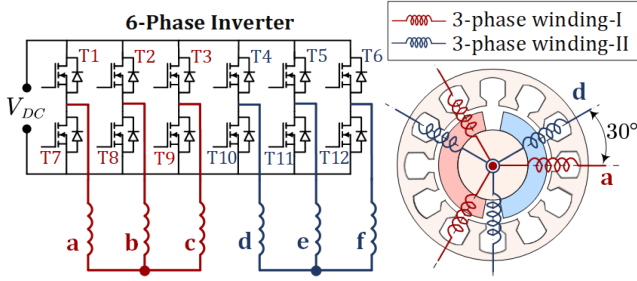 6-Phase Inverter
T1 T2 T3 T4 T5 T6
V_DC
T7 T8 T9 T10 T11 T12
a b c d e f
3-phase winding-I
3-phase winding-II
d
30°
a